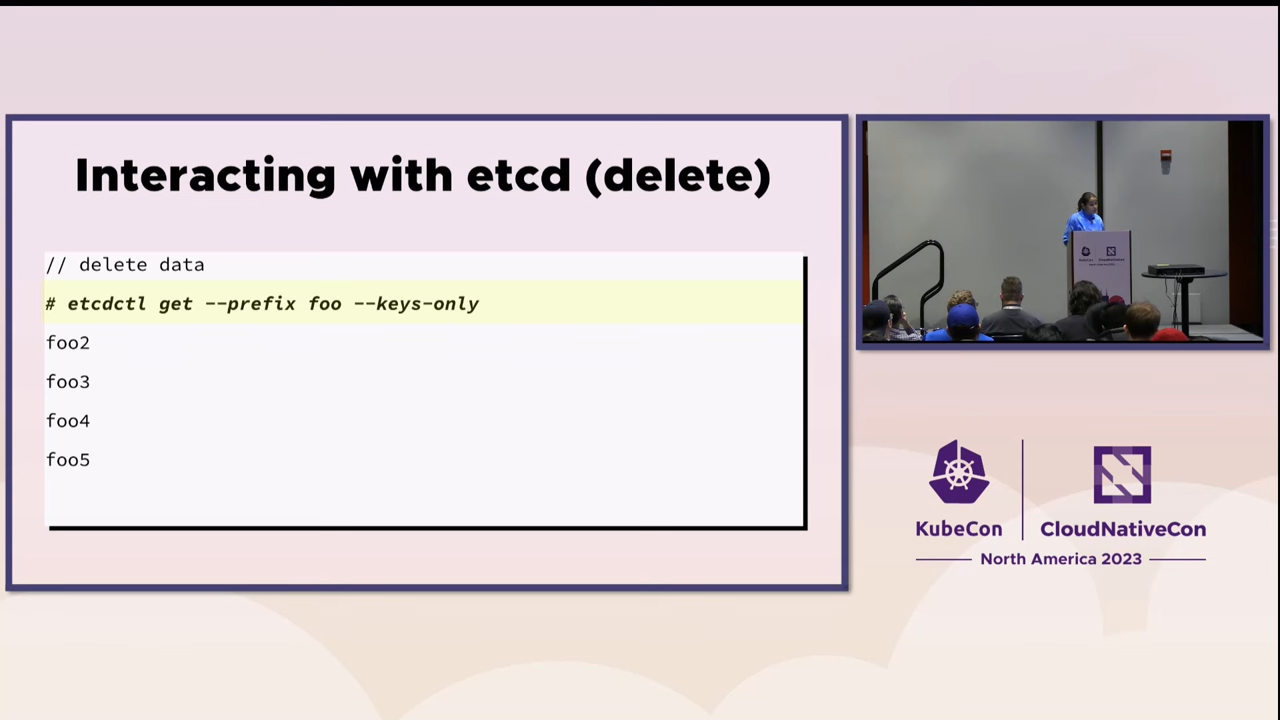 Interacting with etcd (delete)
// delete data
# etcdctl get --prefix foo --keys-only
foo2
foo3
foo4
foo5
KubeCon
CloudNativeCon
North America 2023